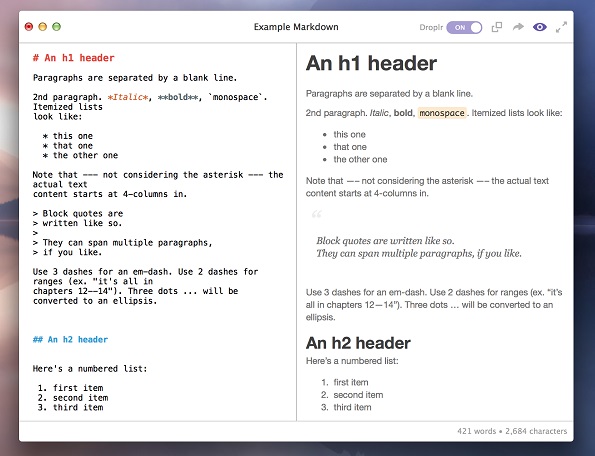 Example Markdown
Droplr ON
# An h1 header
Paragraphs are separated by a blank line.
2nd paragraph. *Italic*, **bold**, `monospace`.
Itemized lists
look like:
* this one
* that one
* the other one
Note that --- not considering the asterisk --- the
actual text
content starts at 4-columns in.
> Block quotes are
> written like so.
>
> They can span multiple paragraphs,
> if you like.
Use 3 dashes for an em-dash. Use 2 dashes for
ranges (ex. "it's all in
chapters 12--14"). Three dots ... will be
converted to an ellipsis.
## An h2 header
Here's a numbered list:
1. first item
2. second item
3. third item
An h1 header
Paragraphs are separated by a blank line.
2nd paragraph. Italic, bold, monospace. Itemized lists look like:
• this one
• that one
• the other one
Note that –– not considering the asterisk –– the actual text
content starts at 4-columns in.
“
Block quotes are written like so.
They can span multiple paragraphs, if you like.
Use 3 dashes for an em-dash. Use 2 dashes for ranges (ex. “it’s
all in chapters 12—14”). Three dots … will be converted to an
ellipsis.
An h2 header
Here’s a numbered list:
1. first item
2. second item
3. third item
421 words • 2,684 characters